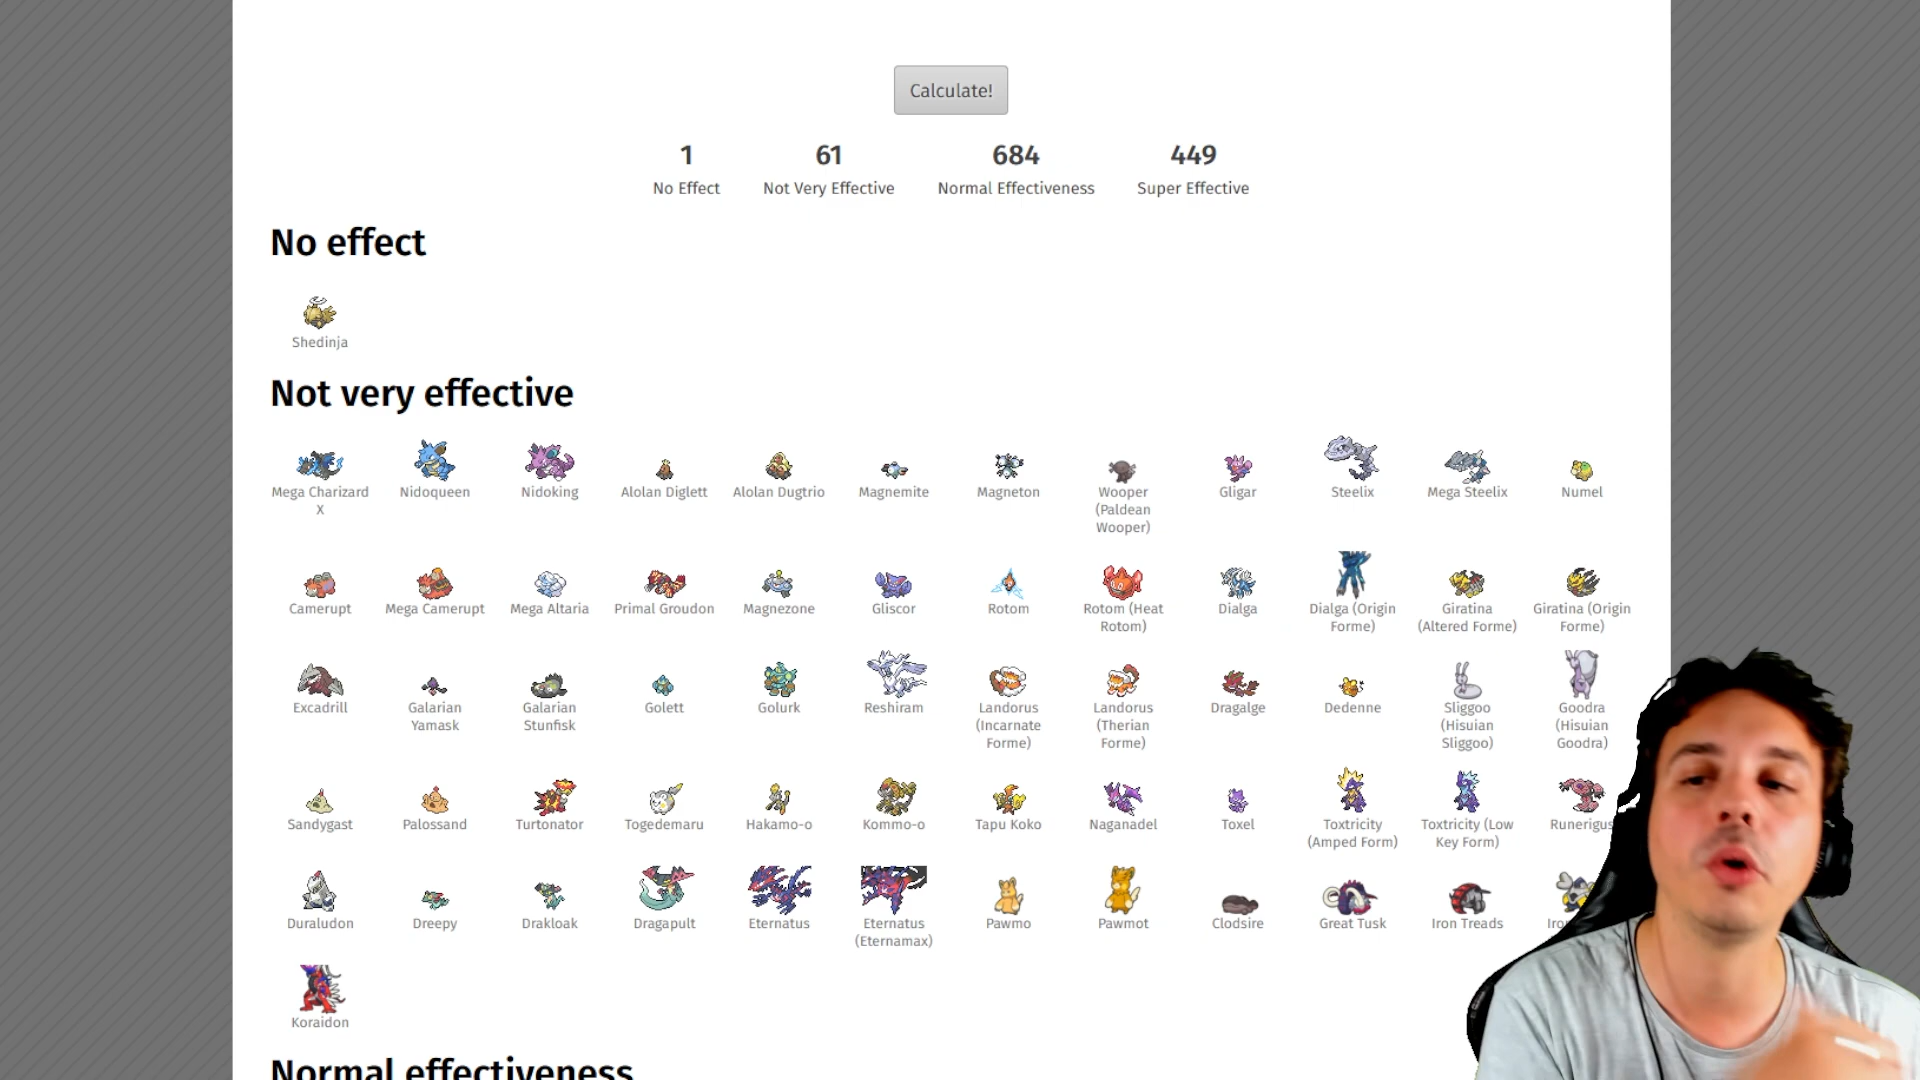 Calculate!
1 61 684 449
No Effect Not Very Effective Normal Effectiveness Super Effective
No effect
Shedinja
Not very effective
Mega Charizard X Nidoqueen Nidoking Alolan Diglett Alolan Dugtrio Magnemite Magneton Wooper (Paldean Wooper) Gligar Steelix Mega Steelix Numel
Camerupt Mega Camerupt Mega Altaria Primal Groudon Magnezone Gliscor Rotom Rotom (Heat Rotom) Dialga Dialga (Origin Forme) Giratina (Altered Forme) Giratina (Origin Forme)
Excadrill Galarian Yamask Galarian Stunfisk Golett Golurk Reshiram Landorus (Incarnate Forme) Landorus (Therian Forme) Dragalge Dedenne Sliggoo (Hisuian Sliggoo) Goodra (Hisuian Goodra)
Sandygast Palossand Turtonator Togedemaru Hakamo-o Kommo-o Tapu Koko Naganadel Toxel Toxtricity (Amped Form) Toxtricity (Low Key Form) Runerigus
Duraludon Dreepy Drakloak Dragapult Eternatus Eternatus (Eternamax) Pawmo Pawmot Clodsire Great Tusk Iron Treads
Koraidon
Normal effectiveness